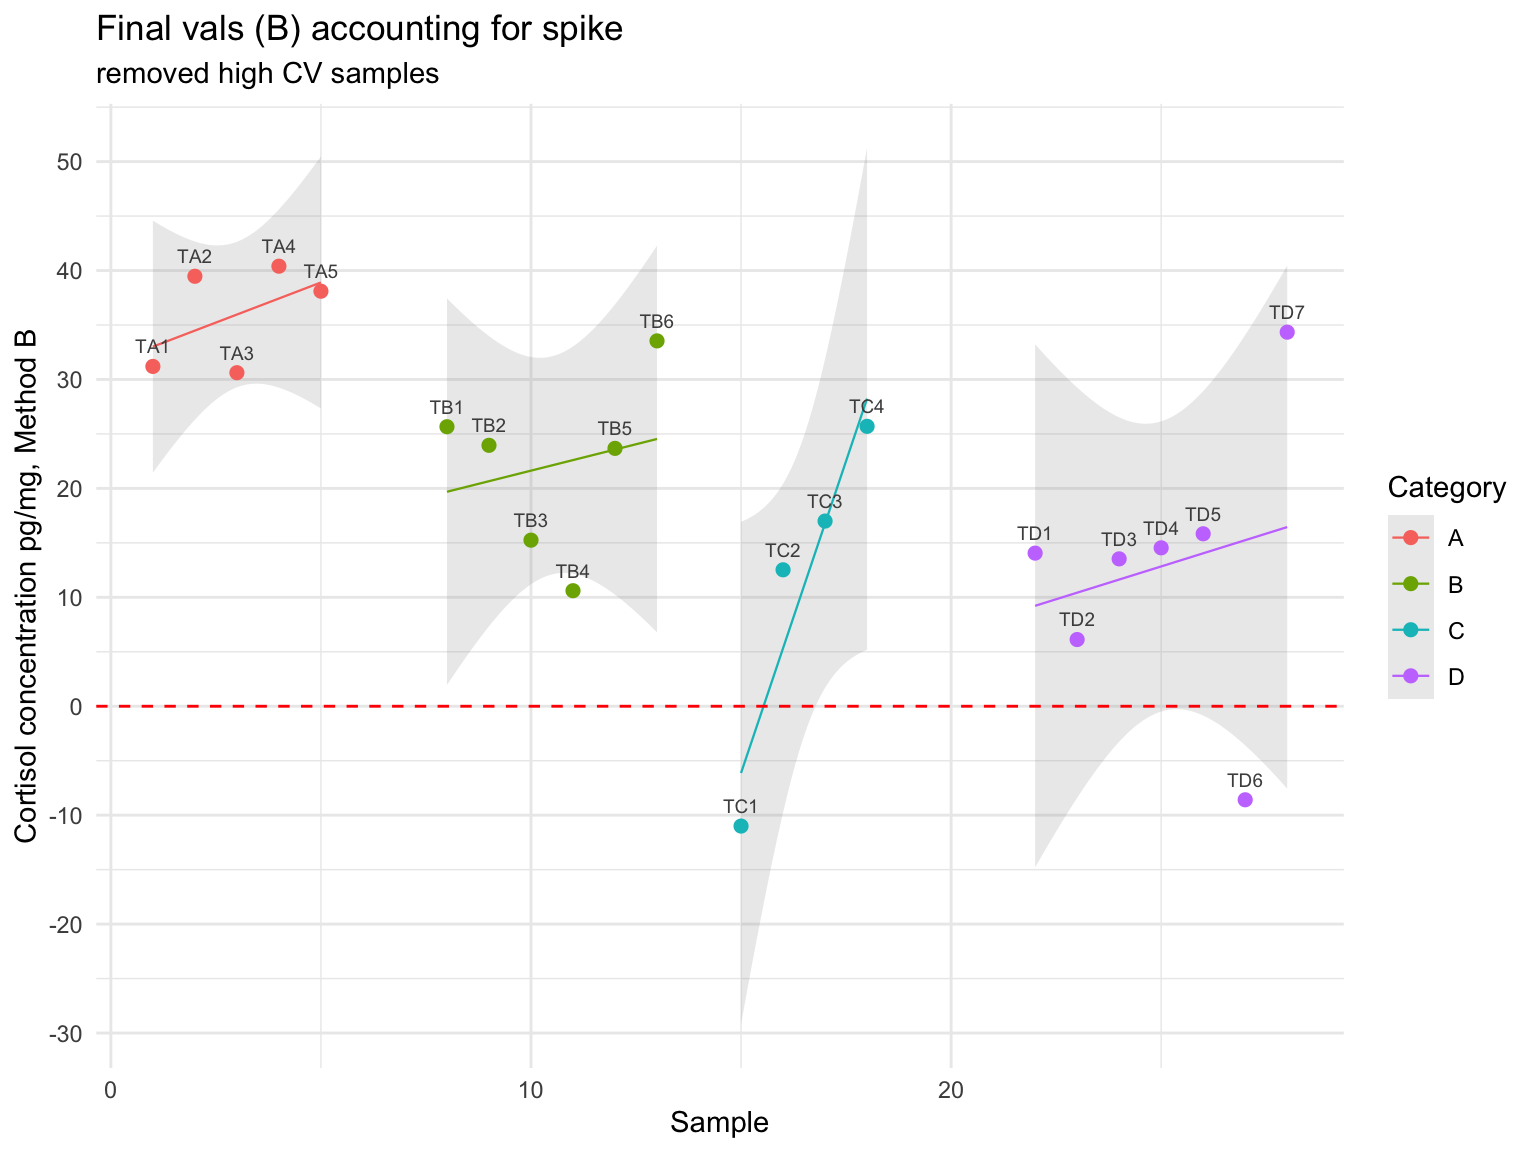 Final vals (B) accounting for spike
removed high CV samples
Cortisol concentration pg/mg, Method B
50
40
30
20
10
0
-10
-20
-30
TA1
TA2
TA3
TA4
TA5
TB1
TB2
TB3
TB4
TB5
TB6
TC1
TC2
TC3
TC4
TD1
TD2
TD3
TD4
TD5
TD6
TD7
0
10
20
Sample
Category
A
B
C
D